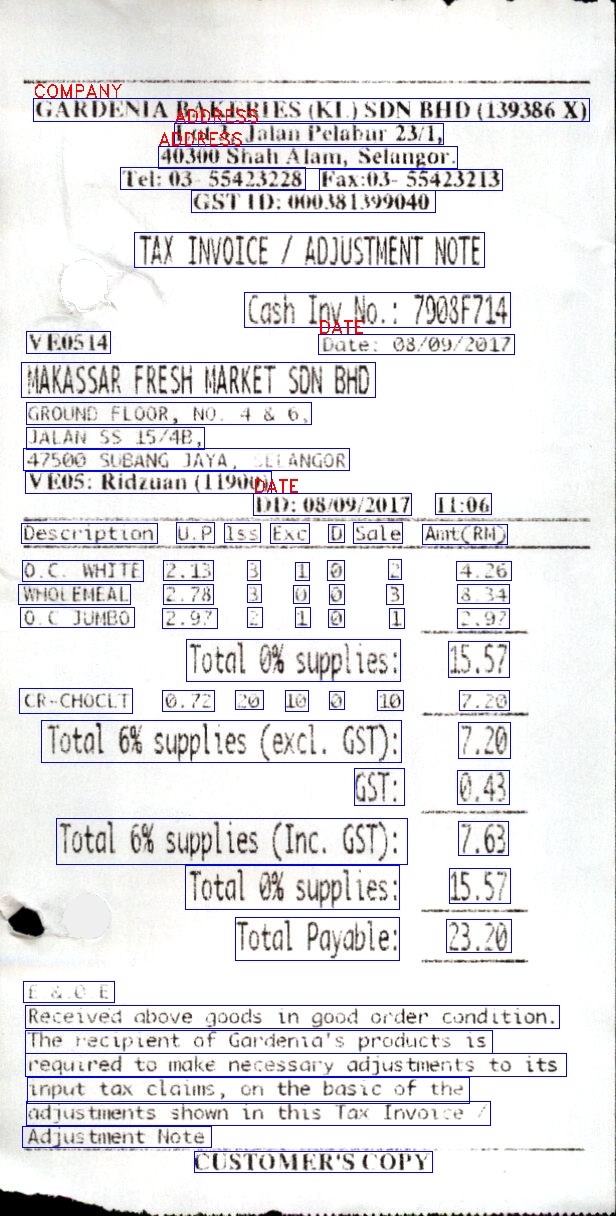 COMPANY
GARDENIA BAKERIES (KL) SDN BHD (139386 X)
ADDRESS
Lot 3, Jalan Pelabur 23/1,
ADDRESS
40300 Shah Alam, Selangor.
Tel: 03- 55423228 Fax:03- 55423213
GST ID: 000381399040
TAX INVOICE / ADJUSTMENT NOTE
Cash Inv No.: 7908F714
DATE
VE0514 Date: 08/09/2017
MAKASSAR FRESH MARKET SDN BHD
GROUND FLOOR, NO. 4 & 6,
JALAN SS 15/4B,
47500 SUBANG JAYA, SELANGOR
VE05: Ridzuan (11900)
DATE
DD: 08/09/2017 11:06
Description U.P Iss Exc D Sale Amt(RM)
O.C. WHITE 2.13 3 1 0 2 4.26
WHOLEMEAL 2.78 3 0 0 3 8.34
O.C JUMBO 2.97 2 1 0 1 2.97
Total 0% supplies: 15.57
CR-CHOCLT 0.72 20 10 0 10 7.20
Total 6% supplies (excl. GST): 7.20
GST: 0.43
Total 6% supplies (Inc. GST): 7.63
Total 0% supplies: 15.57
Total Payable: 23.20
E & O E
Received above goods in good order condition.
The recipient of Gardenia's products is
required to make necessary adjustments to its
input tax claims, on the basic of the
adjustments shown in this Tax Invoice /
Adjustment Note
CUSTOMER'S COPY